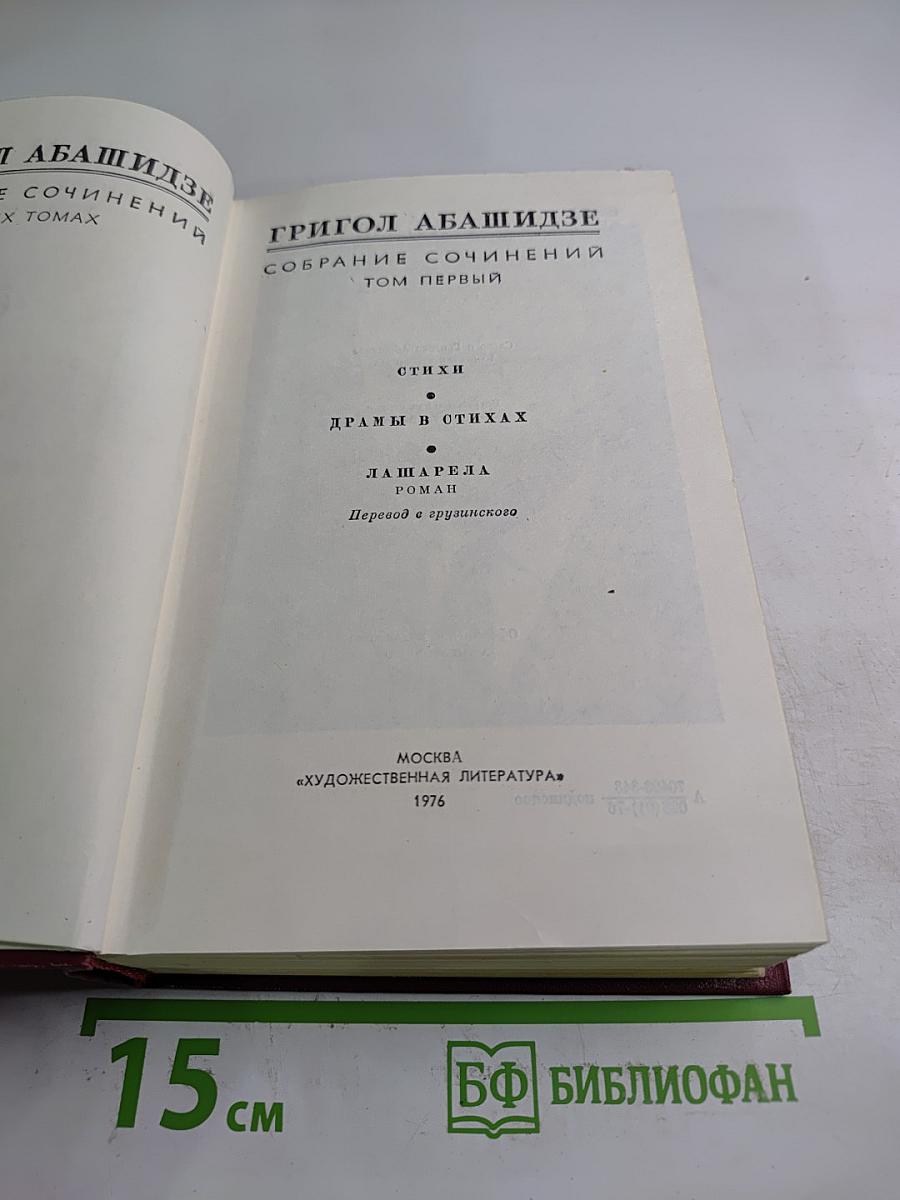 АБАШИДЗЕ
СОЧИНЕНИЙ
ТОМАХ
ГРИГОЛ АБАШИДЗЕ
СОБРАНИЕ СОЧИНЕНИЙ
ТОМ ПЕРВЫЙ
СТИХИ
•
ДРАМЫ В СТИХАХ
•
ЛАШАРЕЛА
РОМАН
Перевод с грузинского
МОСКВА
«ХУДОЖЕСТВЕННАЯ ЛИТЕРАТУРА»
1976
15 см
БФ БИБЛИОФАН